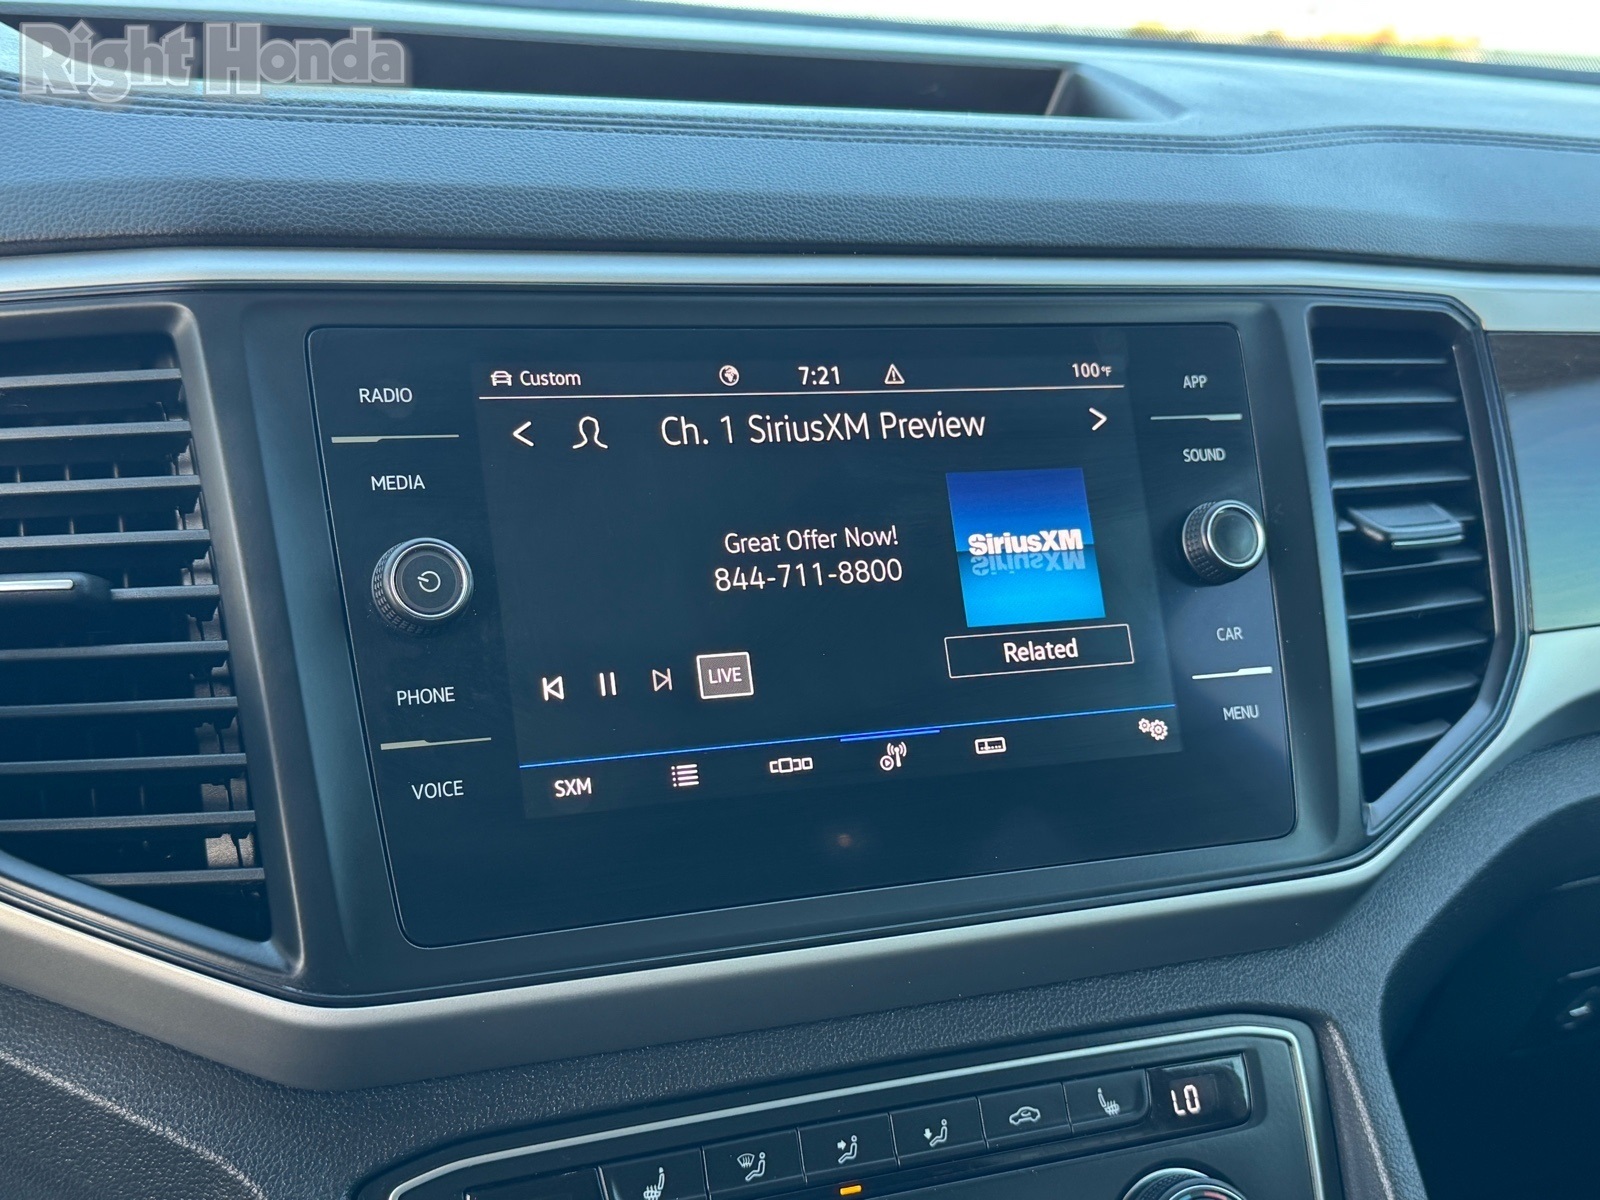 Right Honda
RADIO
MEDIA
PHONE
VOICE
Custom
7:21
100°F
Ch. 1 SiriusXM Preview
Great Offer Now!
844-711-8800
SiriusXM
Related
LIVE
SXM
APP
SOUND
CAR
MENU
LO